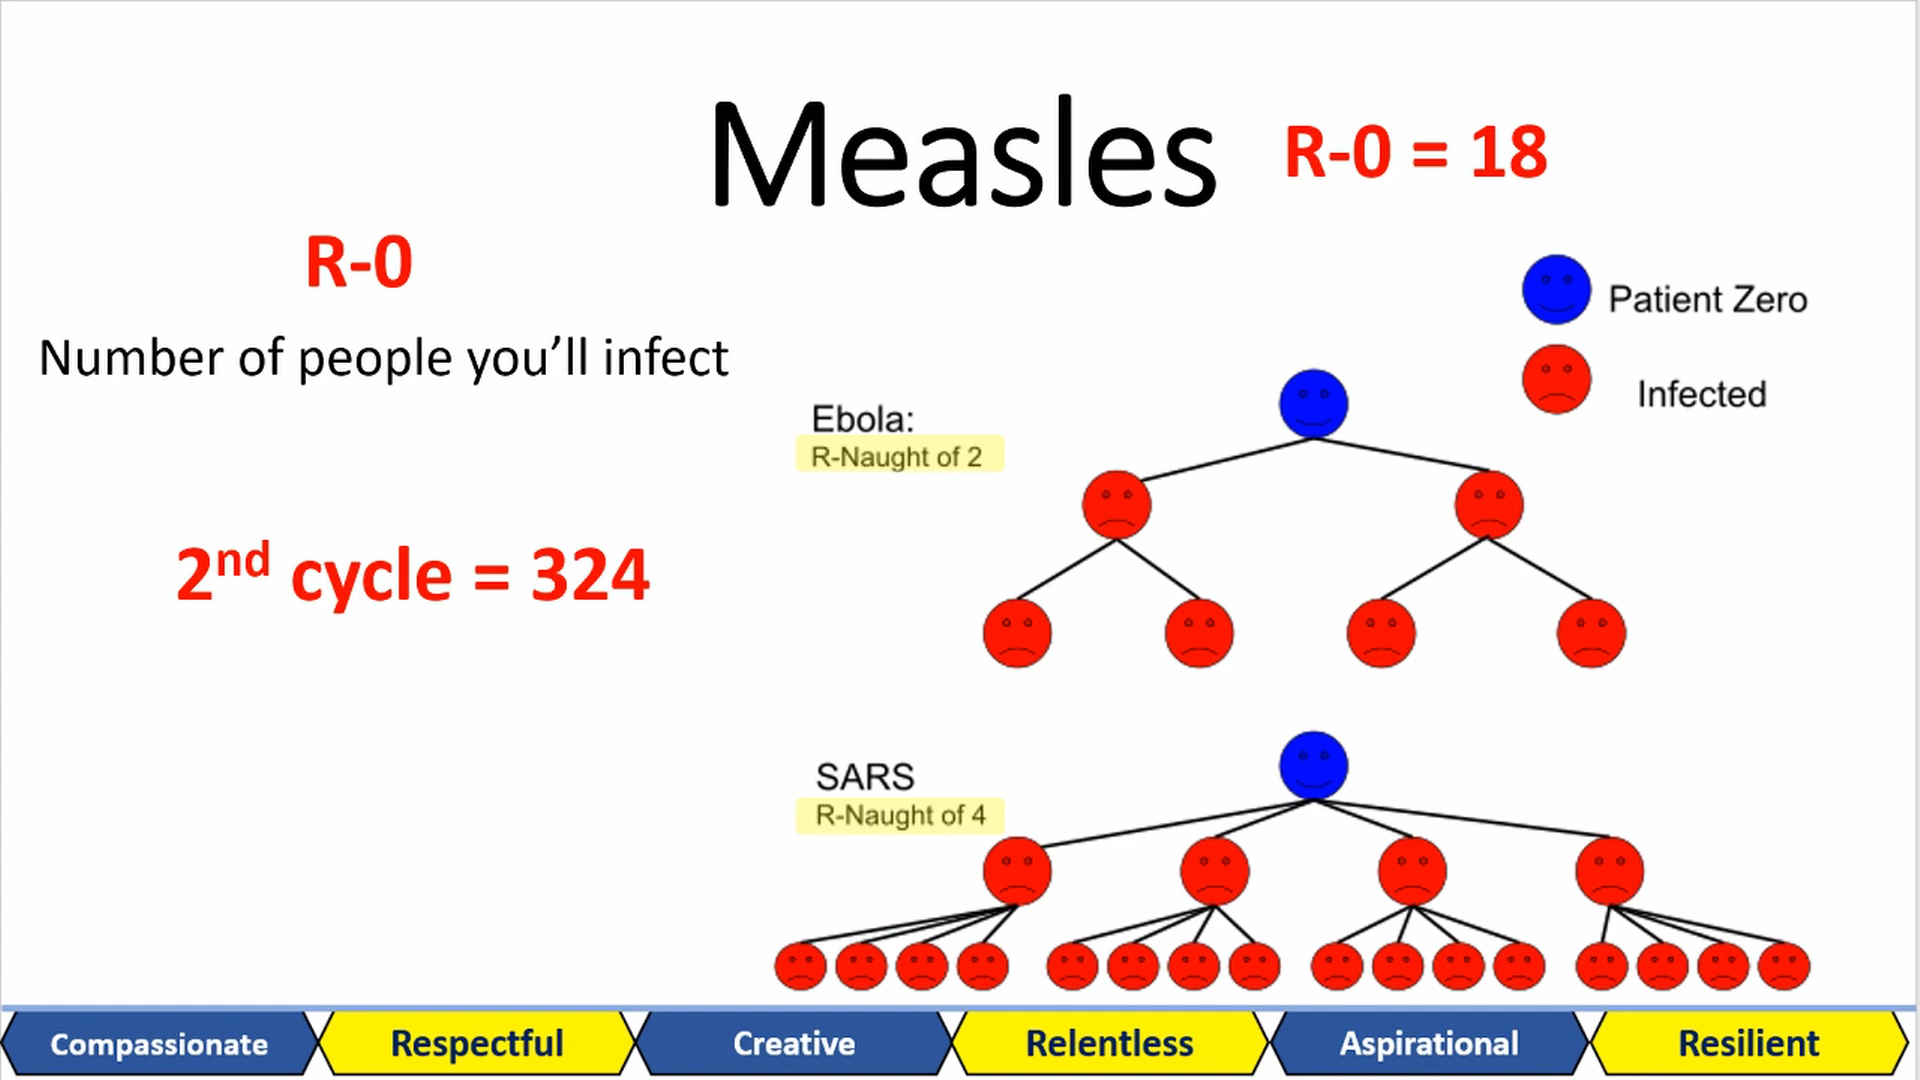 Measles
R-0 = 18
R-0
Number of people you’ll infect
2nd cycle = 324
Patient Zero
Infected
Ebola:
R-Naught of 2
SARS
R-Naught of 4
Compassionate
Respectful
Creative
Relentless
Aspirational
Resilient